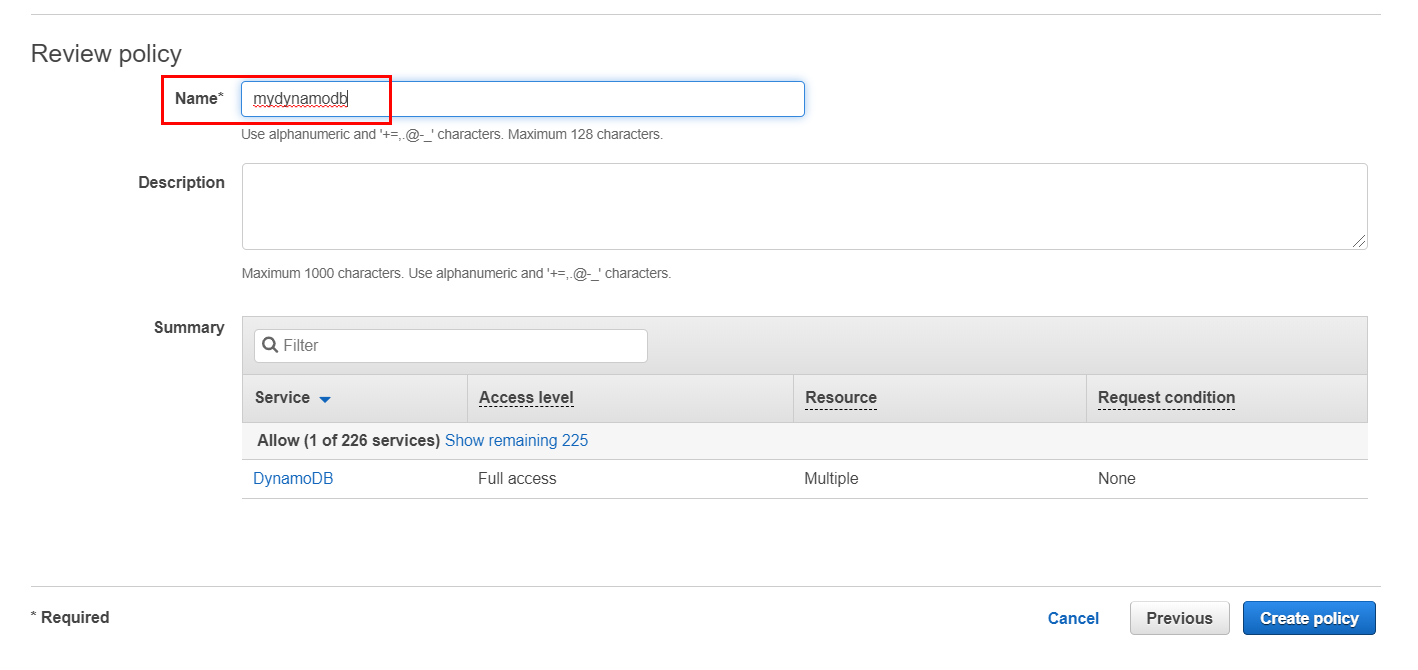 Review policy
Name*
mydynamodb
Use alphanumeric and '+=,.@-_' characters. Maximum 128 characters.
Description
Maximum 1000 characters. Use alphanumeric and '+=,.@-_' characters.
Summary
Filter
Service Access level Resource Request condition
Allow (1 of 226 services) Show remaining 225
DynamoDB Full access Multiple None
* Required
Cancel Previous Create policy